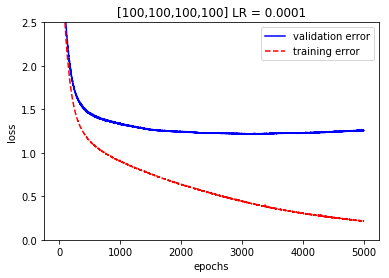 [100,100,100,100] LR = 0.0001
validation error
training error
loss
2.5
2.0
1.5
1.0
0.5
0.0
0 1000 2000 3000 4000 5000
epochs